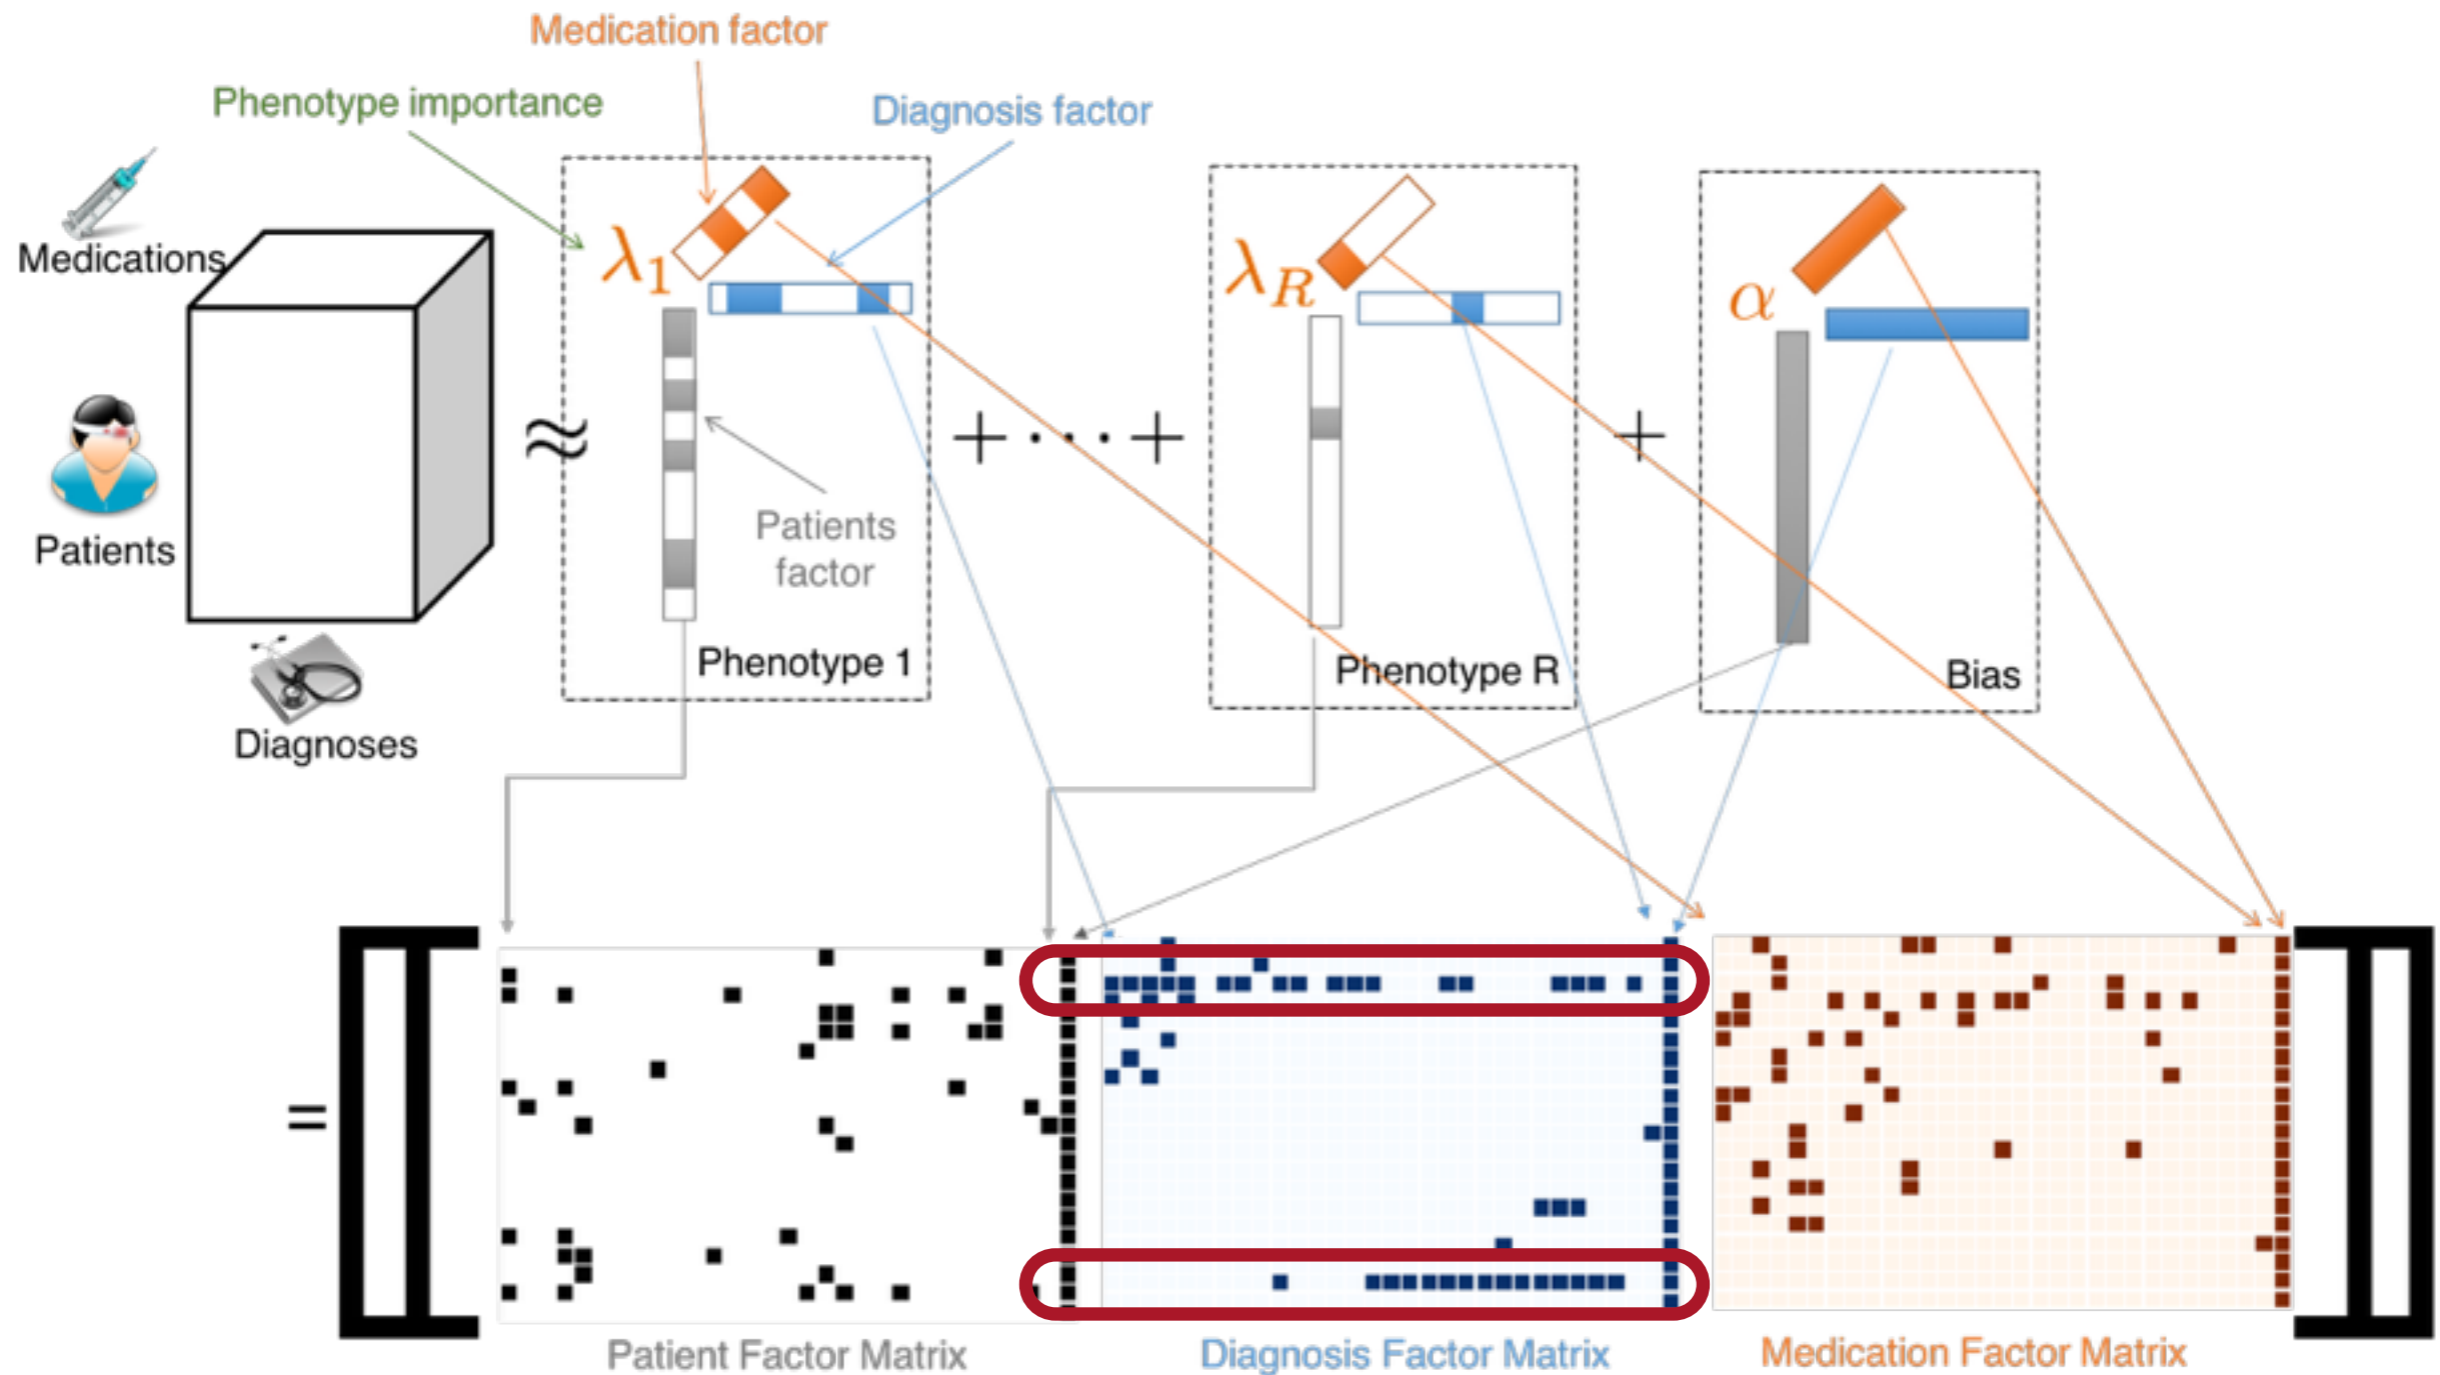 Medication factor
Phenotype importance
Diagnosis factor
Medications
λ1
λR
α
≈
+ · · · +
+
Patients
Patients
factor
Phenotype 1
Phenotype R
Bias
Diagnoses
=
Patient Factor Matrix
Diagnosis Factor Matrix
Medication Factor Matrix